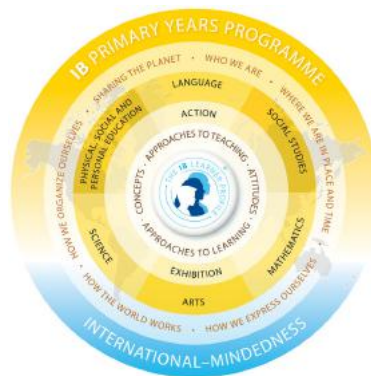 IB PRIMARY YEARS PROGRAMME
SHARING THE PLANET • WHO WE ARE • WHERE WE ARE IN PLACE AND TIME • HOW WE EXPRESS OURSELVES • HOW THE WORLD WORKS • HOW WE ORGANIZE OURSELVES •
LANGUAGE
SOCIAL STUDIES
MATHEMATICS
ARTS
SCIENCE
PHYSICAL, SOCIAL AND
PERSONAL EDUCATION
ACTION
EXHIBITION
CONCEPTS • APPROACHES TO TEACHING • ATTITUDES • APPROACHES TO LEARNING •
THE IB LEARNER PROFILE
INTERNATIONAL–MINDEDNESS